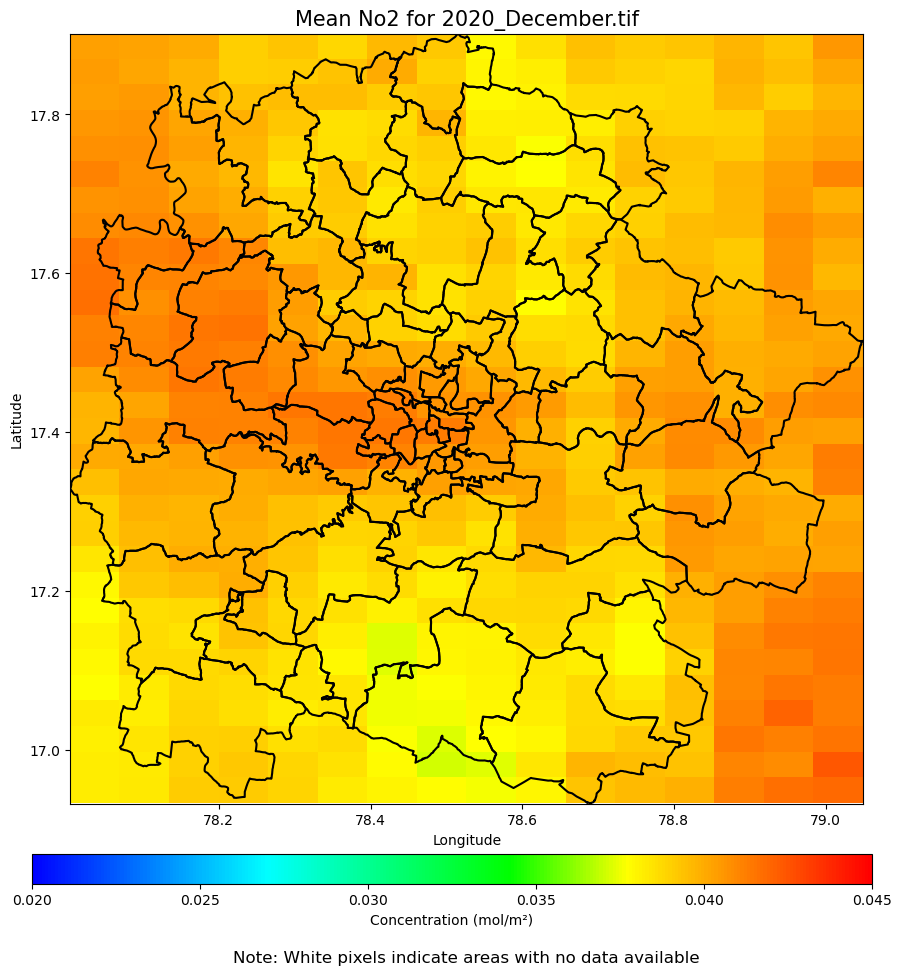 Mean No2 for 2020_December.tif
17.8
17.6
17.4
17.2
17.0
Latitude
78.2 78.4 78.6 78.8 79.0
Longitude
0.020 0.025 0.030 0.035 0.040 0.045
Concentration (mol/m²)
Note: White pixels indicate areas with no data available